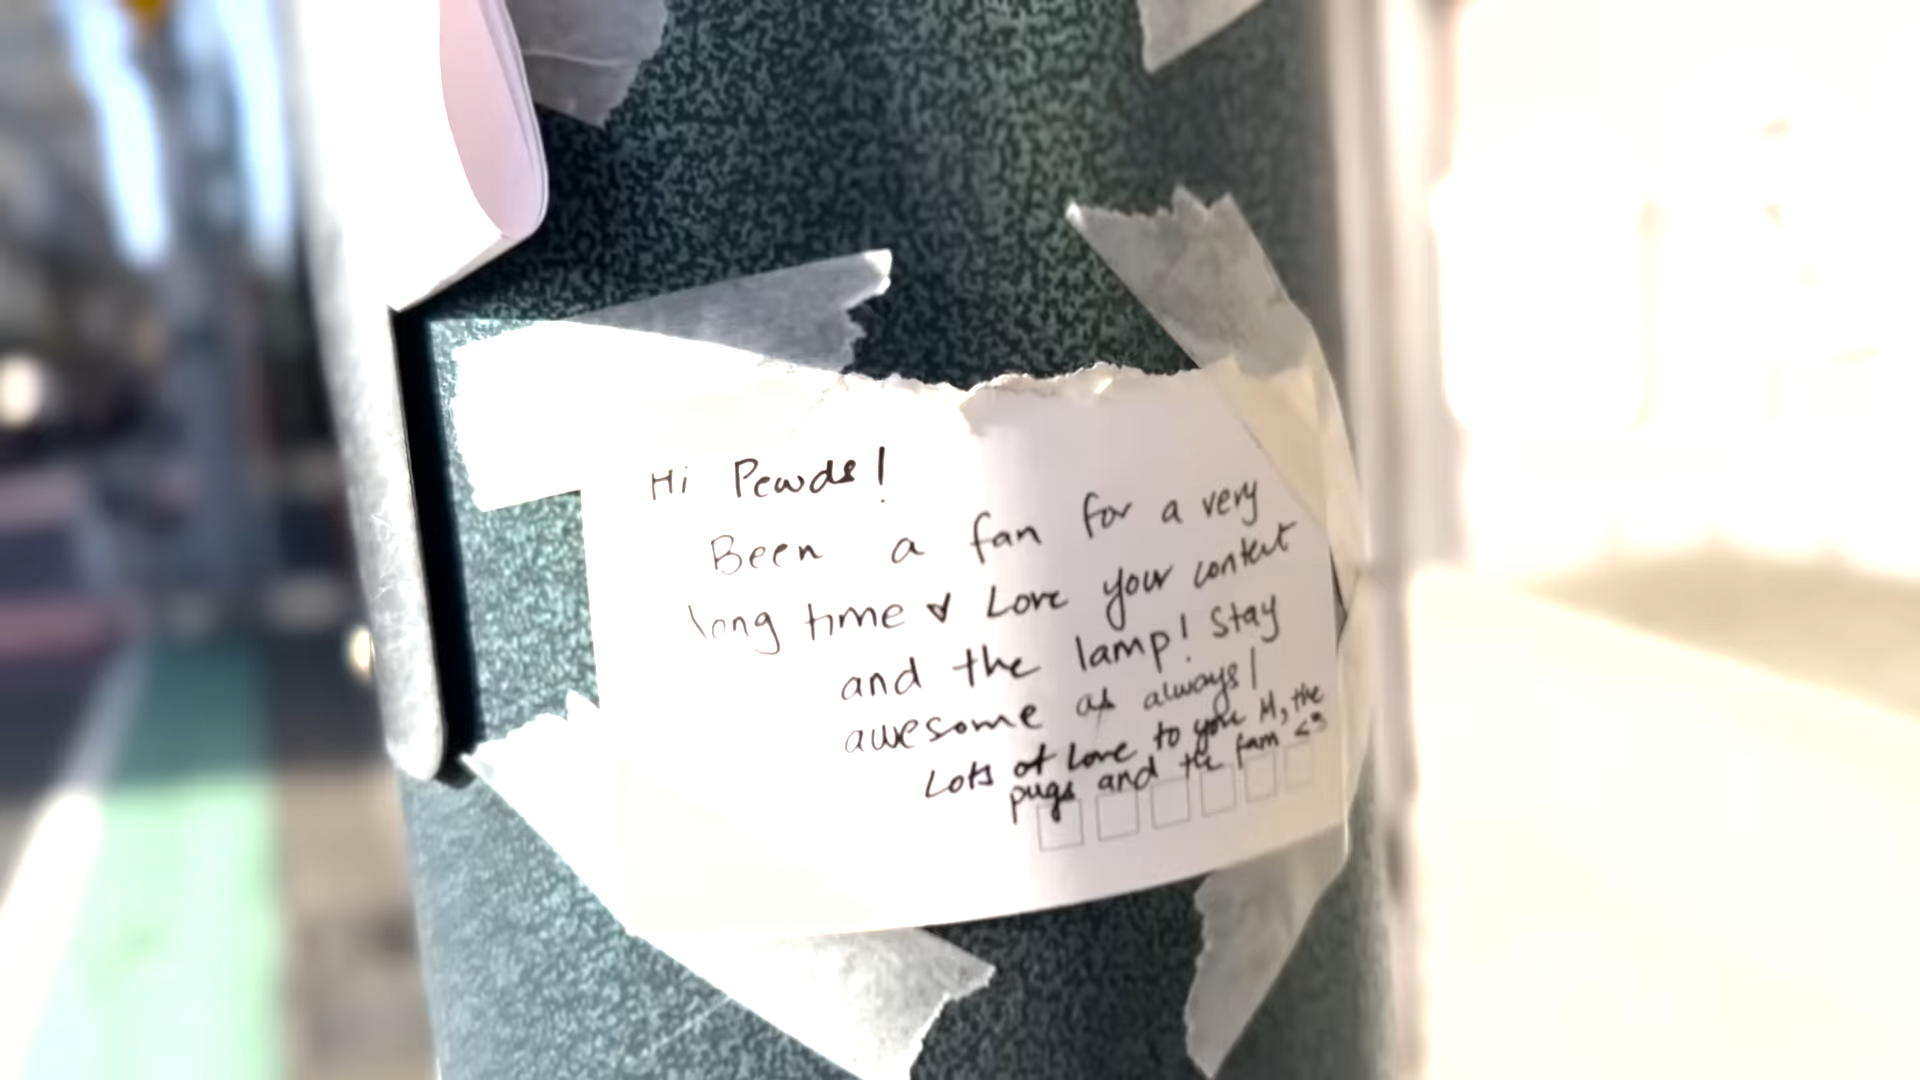 Hi Pewds!
Been a fan for a very
long time & Love your content
and the lamp! Stay
awesome as always!
Lots of Love to you M, the
pugs and the fam <3